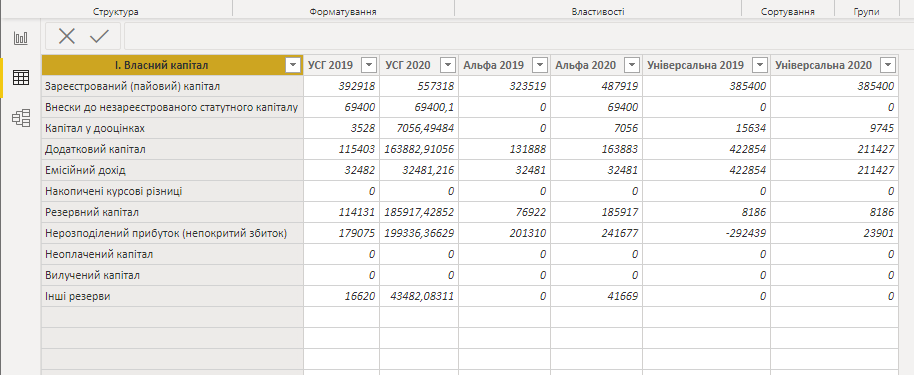 Структура Форматування Властивості Сортування Групи
І. Власний капітал УСГ 2019 УСГ 2020 Альфа 2019 Альфа 2020 Універсальна 2019 Універсальна 2020
Зареєстрований (пайовий) капітал 392918 557318 323519 487919 385400 385400
Внески до незареєстрованого статутного капіталу 69400 69400,1 0 69400 0 0
Капітал у дооцінках 3528 7056,49484 0 7056 15634 9745
Додатковий капітал 115403 163882,91056 131888 163883 422854 211427
Емісійний дохід 32482 32481,216 32481 32481 422854 211427
Накопичені курсові різниці 0 0 0 0 0 0
Резервний капітал 114131 185917,42852 76922 185917 8186 8186
Нерозподілений прибуток (непокритий збиток) 179075 199336,36629 201310 241677 -292439 23901
Неоплачений капітал 0 0 0 0 0 0
Вилучений капітал 0 0 0 0 0 0
Інші резерви 16620 43482,08311 0 41669 0 0